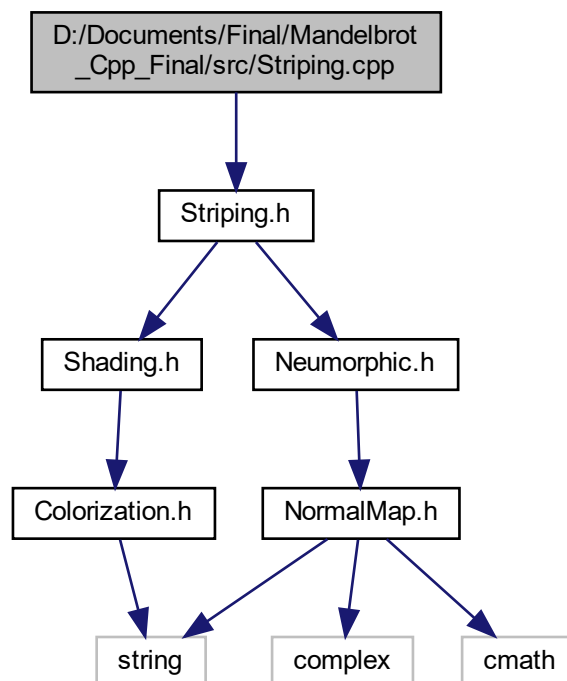 D:/Documents/Final/Mandelbrot
_Cpp_Final/src/Striping.cpp
Striping.h
Shading.h
Neumorphic.h
Colorization.h
NormalMap.h
string
complex
cmath